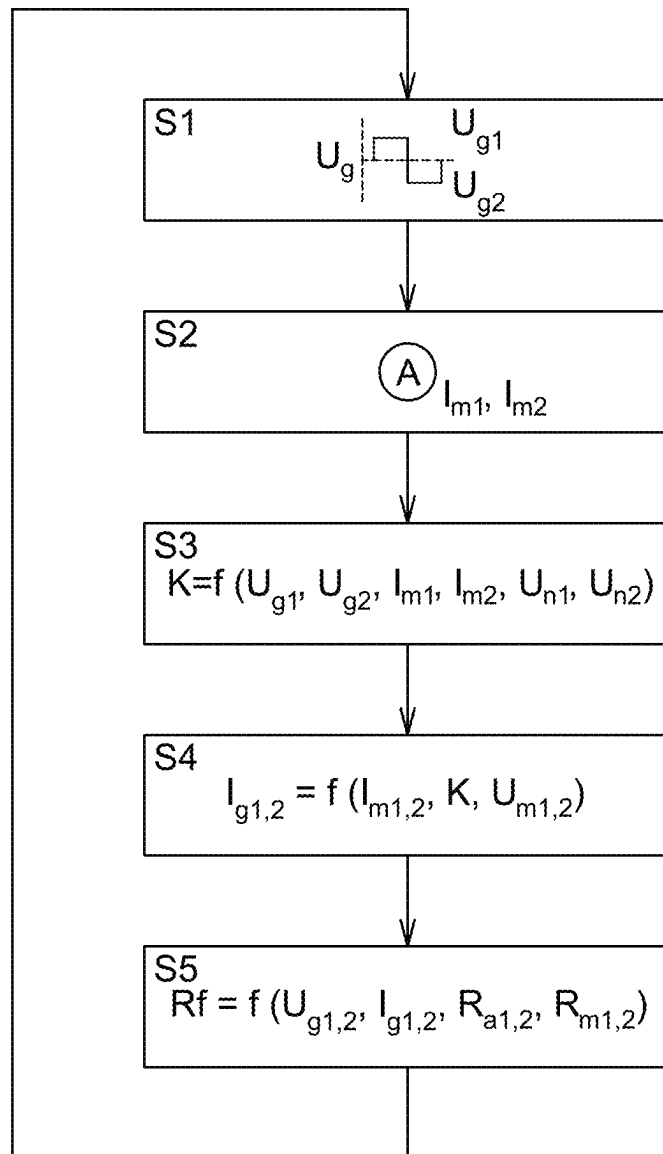 S1
U_g1
U_g
U_g2
S2
A
I_m1, I_m2
S3
K=f (U_g1, U_g2, I_m1, I_m2, U_n1, U_n2)
S4
I_g1,2 = f (I_m1,2, K, U_m1,2)
S5
Rf = f (U_g1,2, I_g1,2, R_a1,2, R_m1,2)